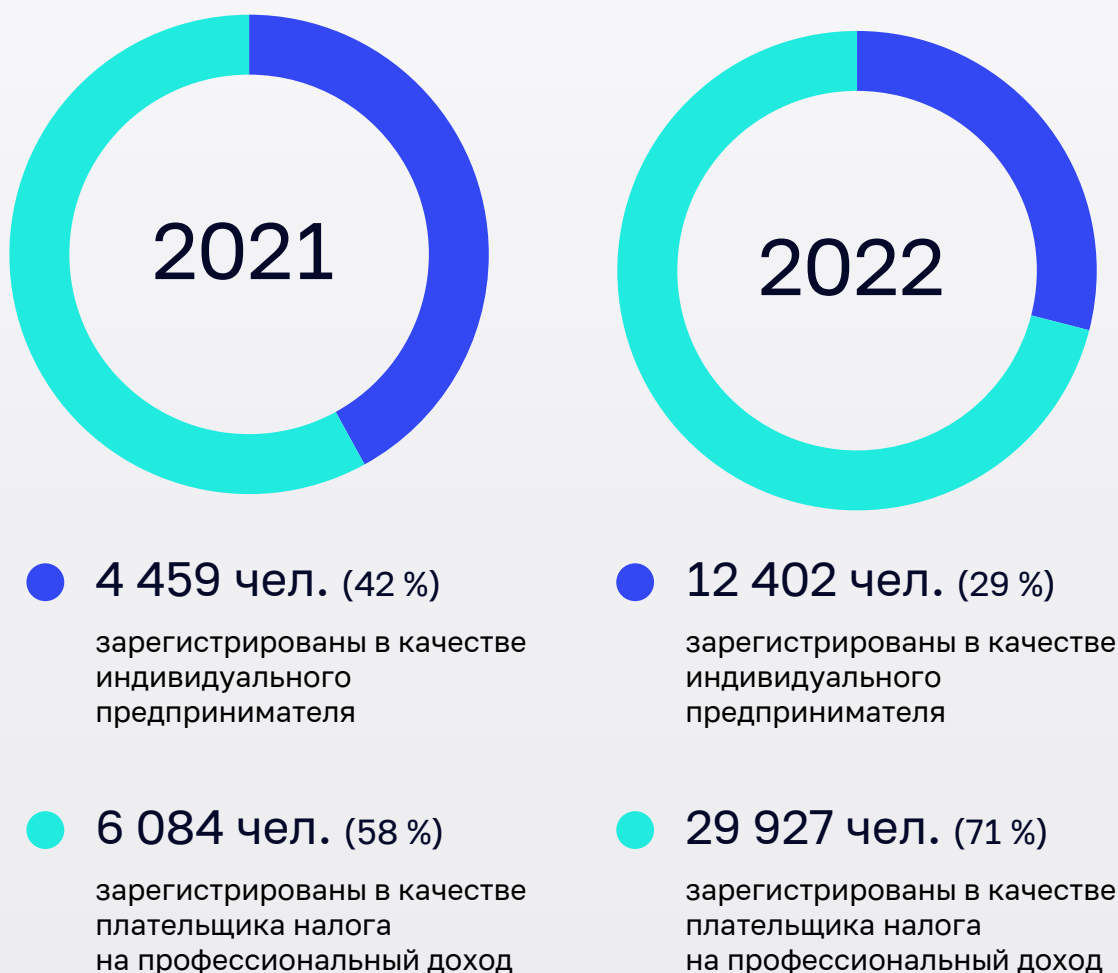 2021
4 459 чел. (42 %)
зарегистрированы в качестве
индивидуального
предпринимателя
6 084 чел. (58 %)
зарегистрированы в качестве
плательщика налога
на профессиональный доход
2022
12 402 чел. (29 %)
зарегистрированы в качестве
индивидуального
предпринимателя
29 927 чел. (71 %)
зарегистрированы в качестве
плательщика налога
на профессиональный доход